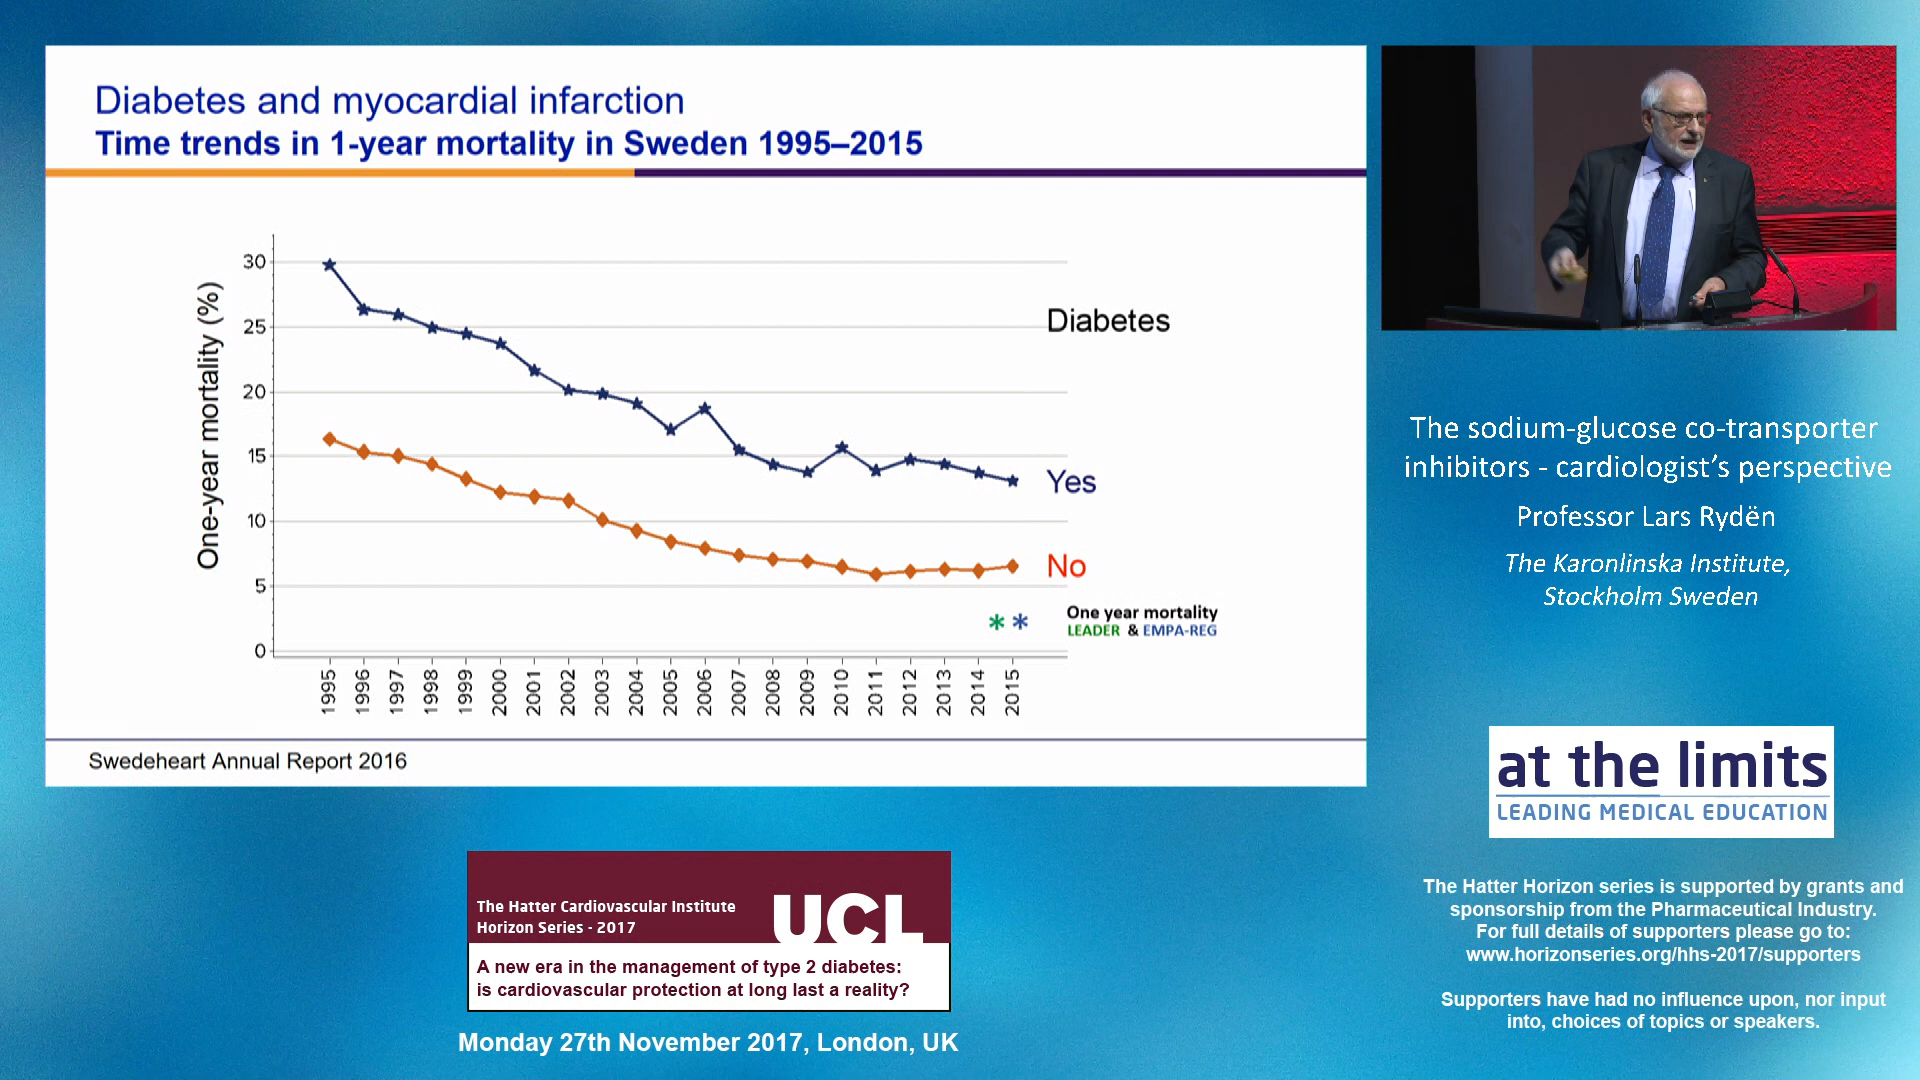 Diabetes and myocardial infarction
Time trends in 1-year mortality in Sweden 1995–2015
One-year mortality (%)
30
25
20
15
10
5
0
Diabetes
Yes
No
* * One year mortality
LEADER & EMPA-REG
1995 1996 1997 1998 1999 2000 2001 2002 2003 2004 2005 2006 2007 2008 2009 2010 2011 2012 2013 2014 2015
Swedeheart Annual Report 2016
The sodium-glucose co-transporter
inhibitors - cardiologist's perspective
Professor Lars Rydën
The Karonlinska Institute,
Stockholm Sweden
at the limits
LEADING MEDICAL EDUCATION
The Hatter Horizon series is supported by grants and
sponsorship from the Pharmaceutical Industry.
For full details of supporters please go to:
www.horizonseries.org/hhs-2017/supporters
Supporters have had no influence upon, nor input
into, choices of topics or speakers.
The Hatter Cardiovascular Institute
Horizon Series - 2017
UCL
A new era in the management of type 2 diabetes:
is cardiovascular protection at long last a reality?
Monday 27th November 2017, London, UK